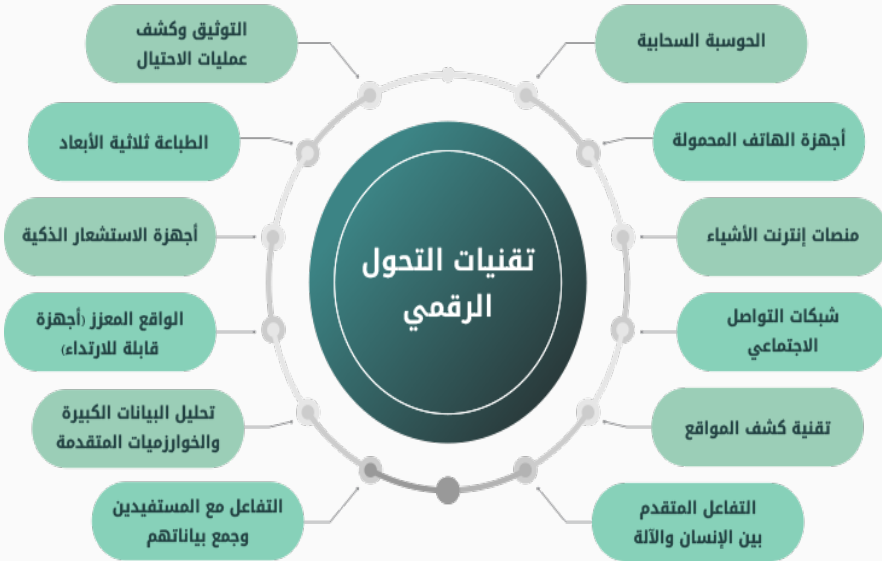 تقنيات التحول
الرقمي
الحوسبة السحابية
أجهزة الهاتف المحمولة
منصات إنترنت الأشياء
شبكات التواصل
الاجتماعي
تقنية كشف المواقع
التفاعل المتقدم
بين الإنسان والآلة
التوثيق وكشف
عمليات الاحتيال
الطباعة ثلاثية الأبعاد
أجهزة الاستشعار الذكية
الواقع المعزز (أجهزة
قابلة للارتداء)
تحليل البيانات الكبيرة
والخوارزميات المتقدمة
التفاعل مع المستفيدين
وجمع بياناتهم